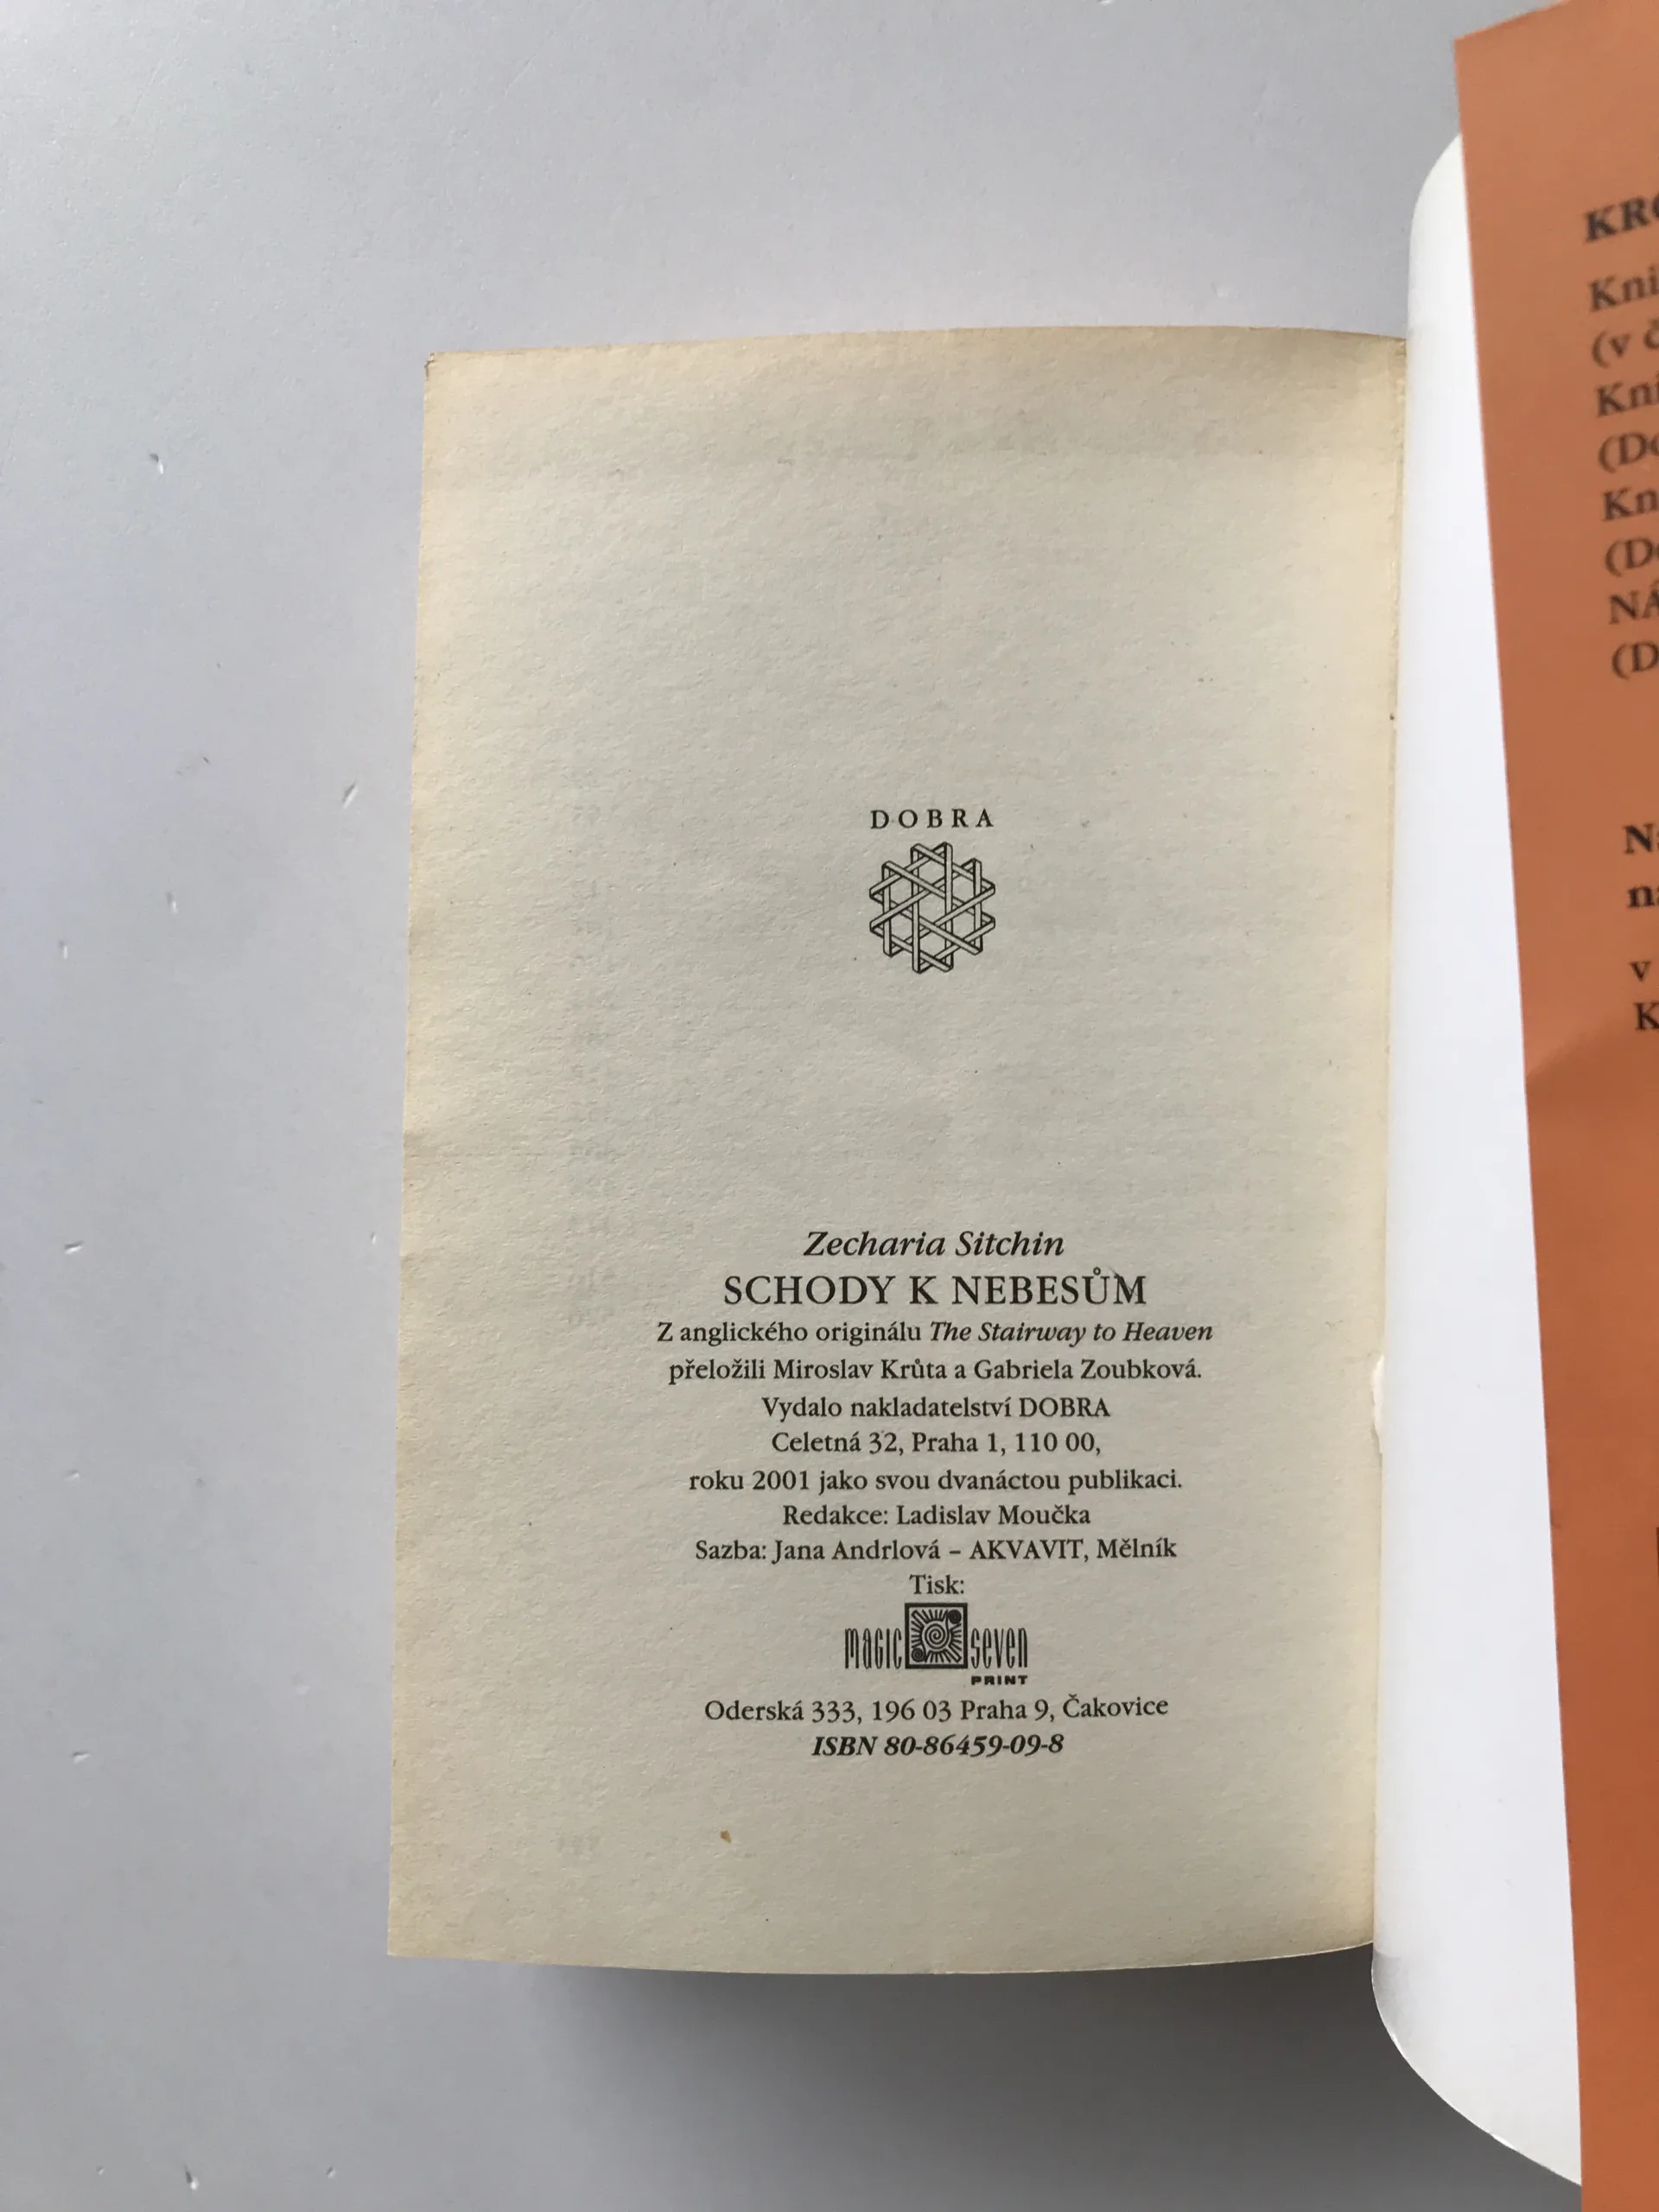 DOBRA
Zecharia Sitchin
SCHODY K NEBESŮM
Z anglického originálu The Stairway to Heaven
přeložili Miroslav Krůta a Gabriela Zoubková.
Vydalo nakladatelství DOBRA
Celetná 32, Praha 1, 110 00,
roku 2001 jako svou dvanáctou publikaci.
Redakce: Ladislav Moučka
Sazba: Jana Andrlová – AKVAVIT, Mělník
Tisk:
magic seven
PRINT
Oderská 333, 196 03 Praha 9, Čakovice
ISBN 80-86459-09-8